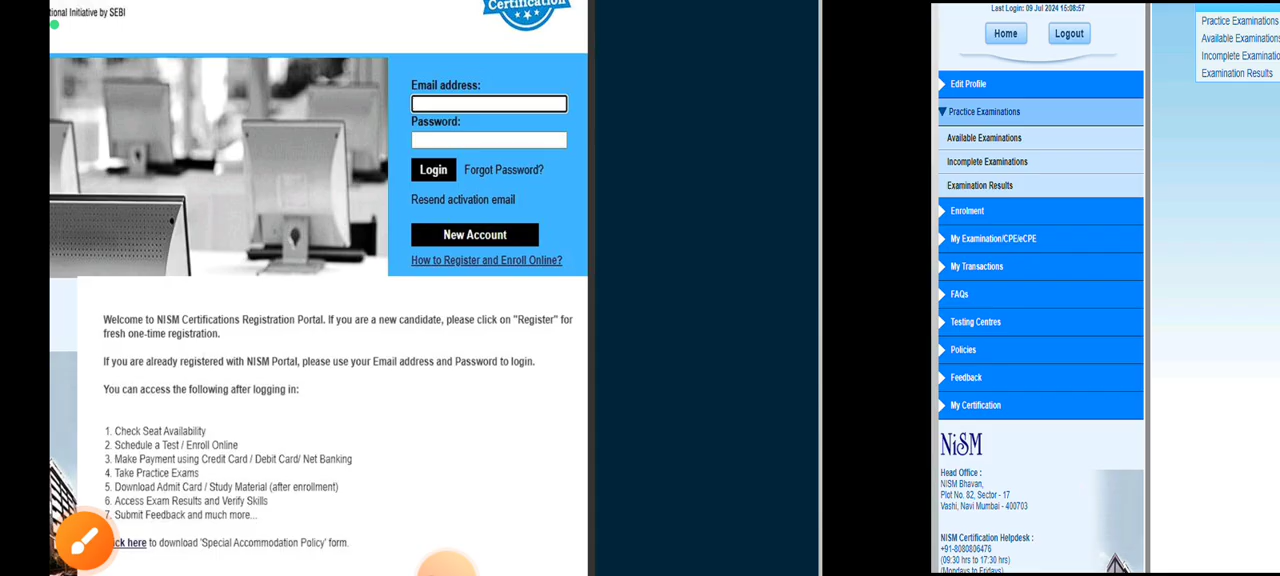 tional Initiative by SEBI
Certification
Email address:
Password:
Login Forgot Password?
Resend activation email
New Account
How to Register and Enroll Online?
Welcome to NISM Certifications Registration Portal. If you are a new candidate, please click on "Register" for
fresh one-time registration.
If you are already registered with NISM Portal, please use your Email address and Password to login.
You can access the following after logging in:
1. Check Seat Availability
2. Schedule a Test / Enroll Online
3. Make Payment using Credit Card / Debit Card/ Net Banking
4. Take Practice Exams
5. Download Admit Card / Study Material (after enrollment)
6. Access Exam Results and Verify Skills
7. Submit Feedback and much more...
ck here to download 'Special Accommodation Policy' form.
Last Login: 09 Jul 2024 15:08:57
Home Logout
Edit Profile
Practice Examinations
Available Examinations
Incomplete Examinations
Examination Results
Enrolment
My Examination/CPE/eCPE
My Transactions
FAQs
Testing Centres
Policies
Feedback
My Certification
NiSM
Head Office :
NISM Bhavan,
Plot No. 82, Sector - 17
Vashi, Navi Mumbai - 400703
NISM Certification Helpdesk :
+91-8080806476
(09:30 hrs to 17:30 hrs)
(Mondays to Fridays)
Practice Examinations
Available Examinations
Incomplete Examinatio
Examination Results